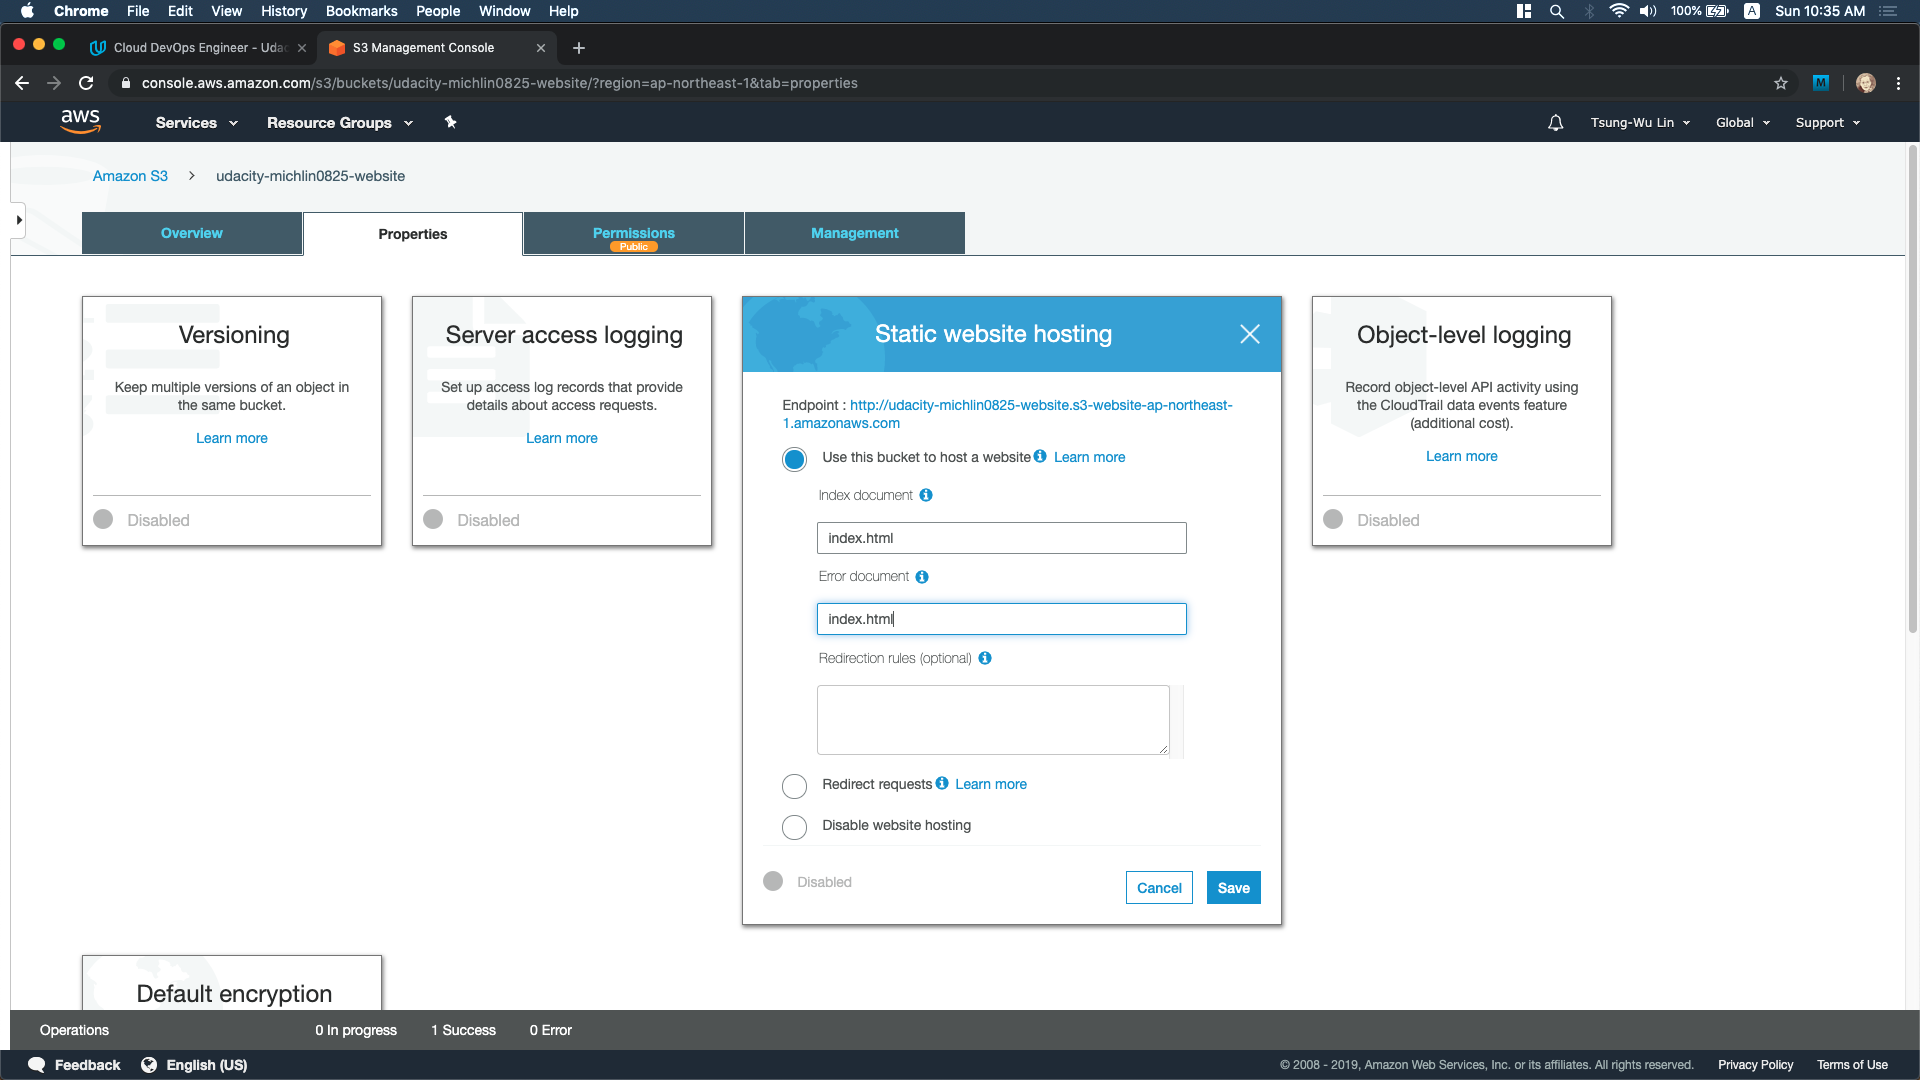 Chrome File Edit View History Bookmarks People Window Help 100% A Sun 10:35 AM
Cloud DevOps Engineer - Udac S3 Management Console
console.aws.amazon.com/s3/buckets/udacity-michlin0825-website/?region=ap-northeast-1&tab=properties M
aws Services Resource Groups Tsung-Wu Lin Global Support
Amazon S3 > udacity-michlin0825-website
Overview Properties Permissions Management
Public
Versioning
Keep multiple versions of an object in
the same bucket.
Learn more
Disabled
Server access logging
Set up access log records that provide
details about access requests.
Learn more
Disabled
Static website hosting
Endpoint : http://udacity-michlin0825-website.s3-website-ap-northeast-
1.amazonaws.com
Use this bucket to host a website Learn more
Index document
index.html
Error document
index.html
Redirection rules (optional)
Redirect requests Learn more
Disable website hosting
Disabled Cancel Save
Object-level logging
Record object-level API activity using
the CloudTrail data events feature
(additional cost).
Learn more
Disabled
Default encryption
Operations 0 In progress 1 Success 0 Error
Feedback English (US) © 2008 - 2019, Amazon Web Services, Inc. or its affiliates. All rights reserved. Privacy Policy Terms of Use